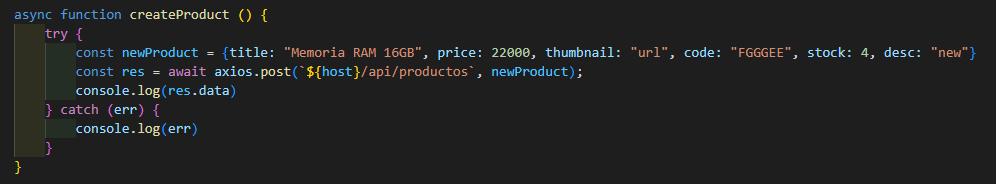 async function createProduct () {
    try {
        const newProduct = {title: "Memoria RAM 16GB", price: 22000, thumbnail: "url", code: "FGGGEE", stock: 4, desc: "new"}
        const res = await axios.post(`${host}/api/productos`, newProduct);
        console.log(res.data)
    } catch (err) {
        console.log(err)
    }
}